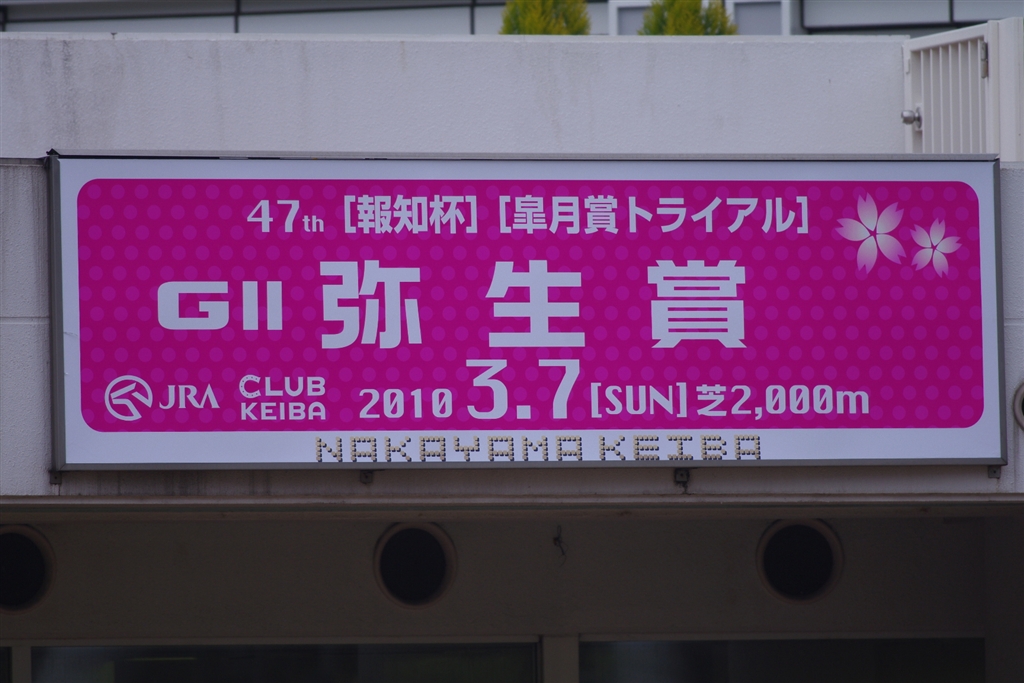 47th [報知杯] [皐月賞トライアル]
GII 弥生賞
JRA CLUB KEIBA 2010 3.7 [SUN] 芝2,000m
NAKAYAMA KEIBA